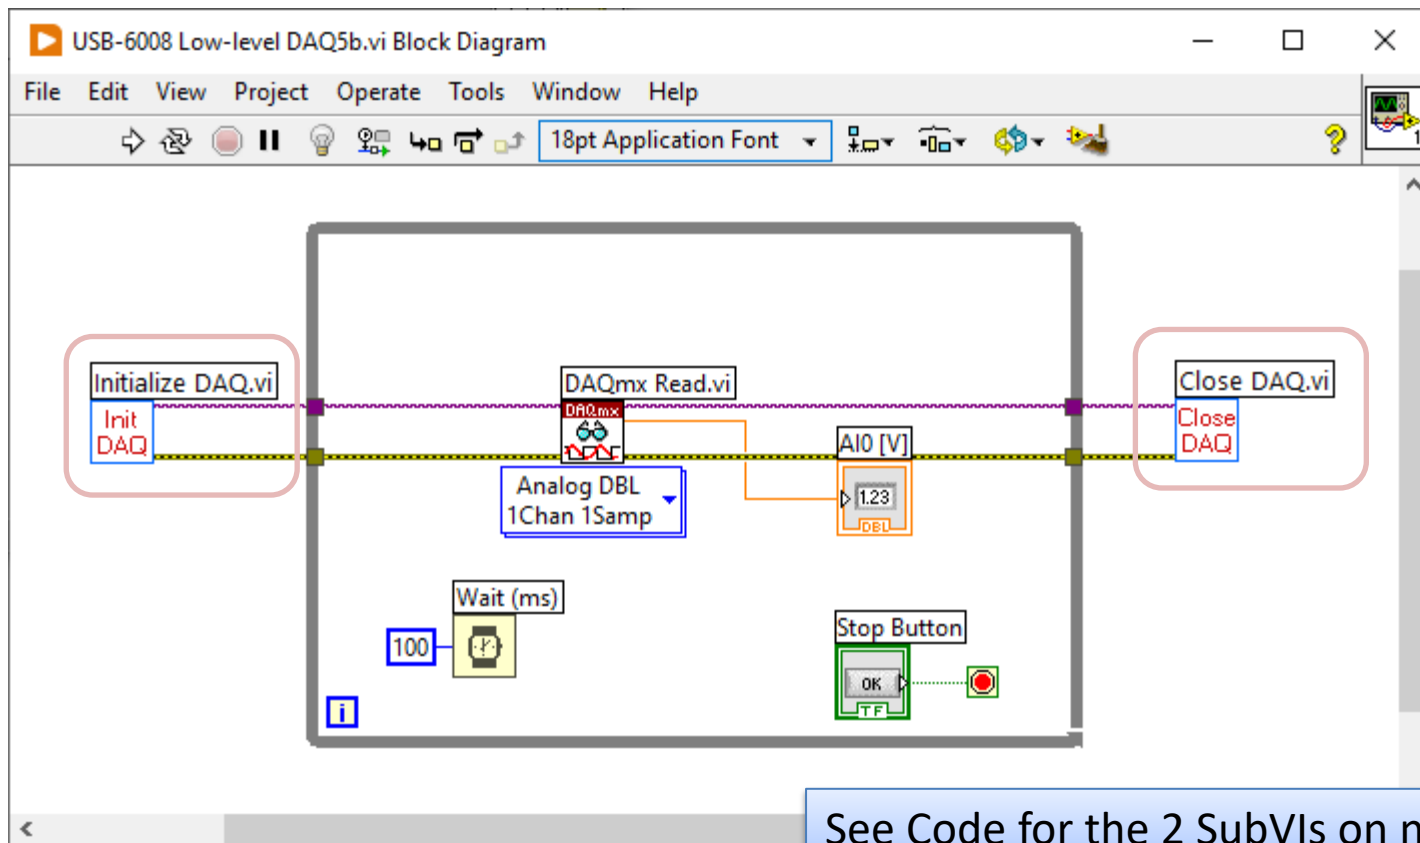 USB-6008 Low-level DAQ5b.vi Block Diagram
File Edit View Project Operate Tools Window Help
18pt Application Font
1
Initialize DAQ.vi
Init
DAQ
DAQmx Read.vi
DAQmx
Analog DBL
1Chan 1Samp
AI0 [V]
1.23
DBL
Close DAQ.vi
Close
DAQ
Wait (ms)
100
i
Stop Button
OK
TF
See Code for the 2 SubVIs on